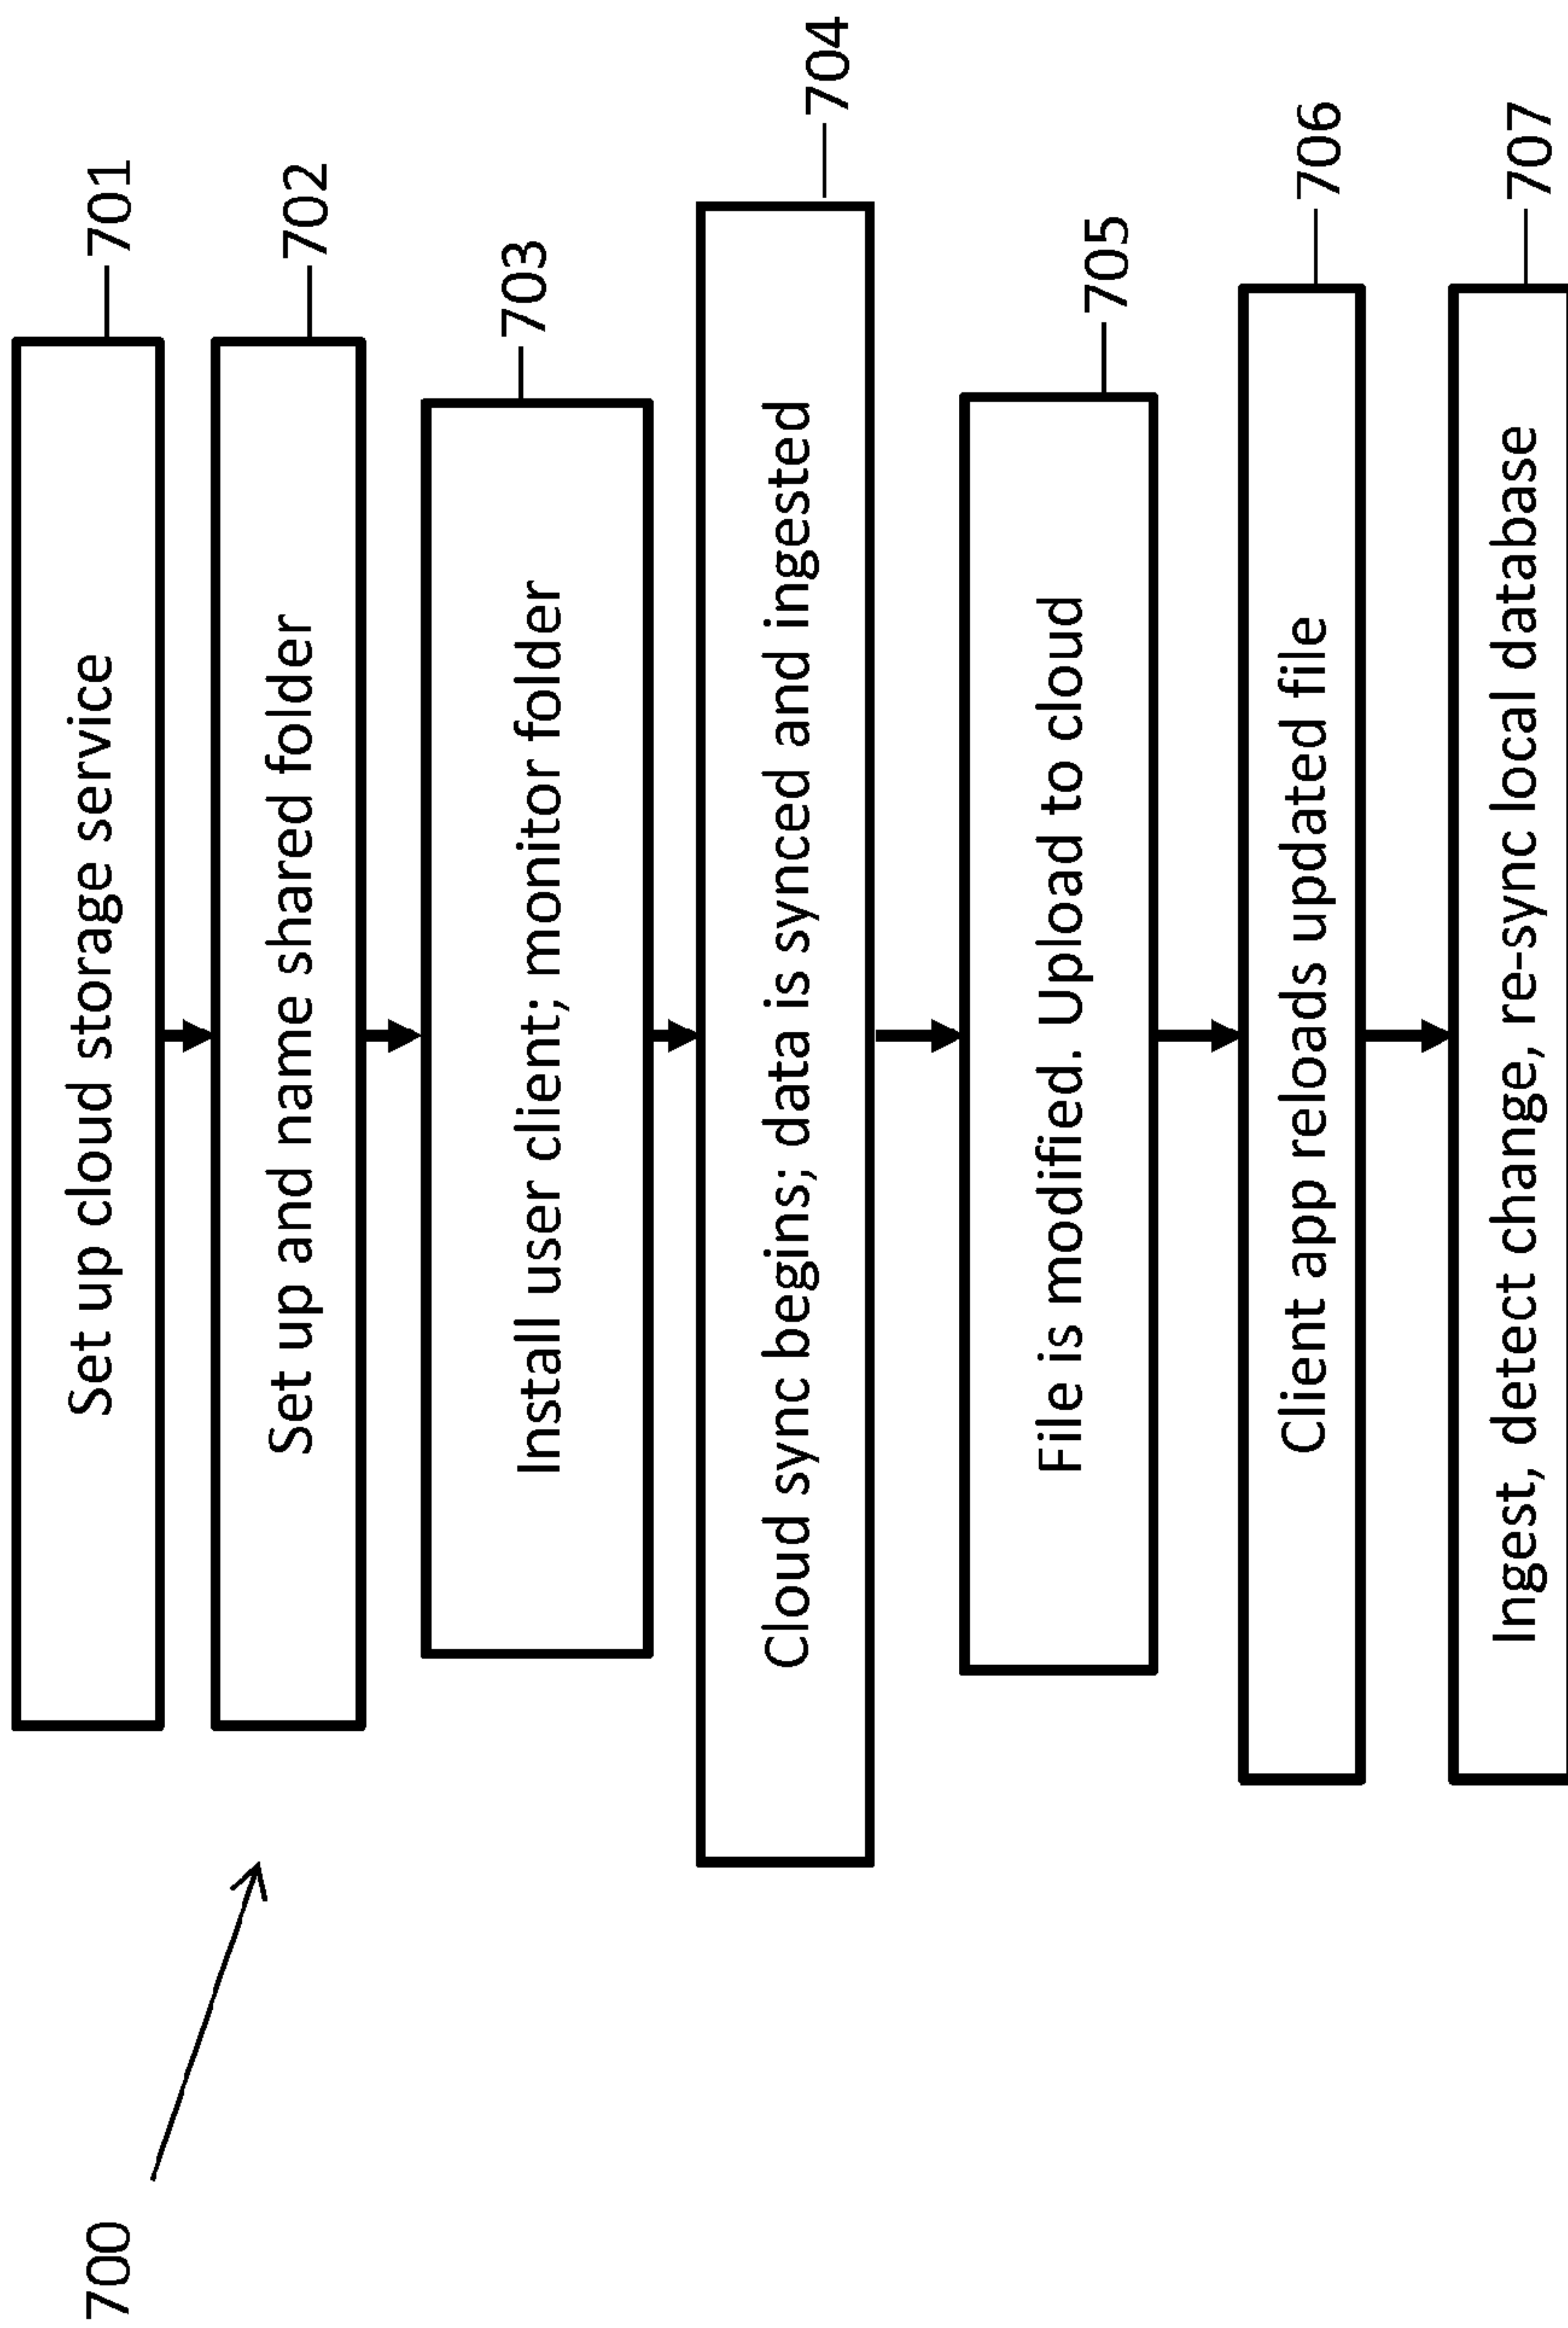 700
Set up cloud storage service
701
Set up and name shared folder
702
Install user client; monitor folder
703
Cloud sync begins; data is synced and ingested
704
File is modified. Upload to cloud
705
Client app reloads updated file
706
Ingest, detect change, re-sync local database
707